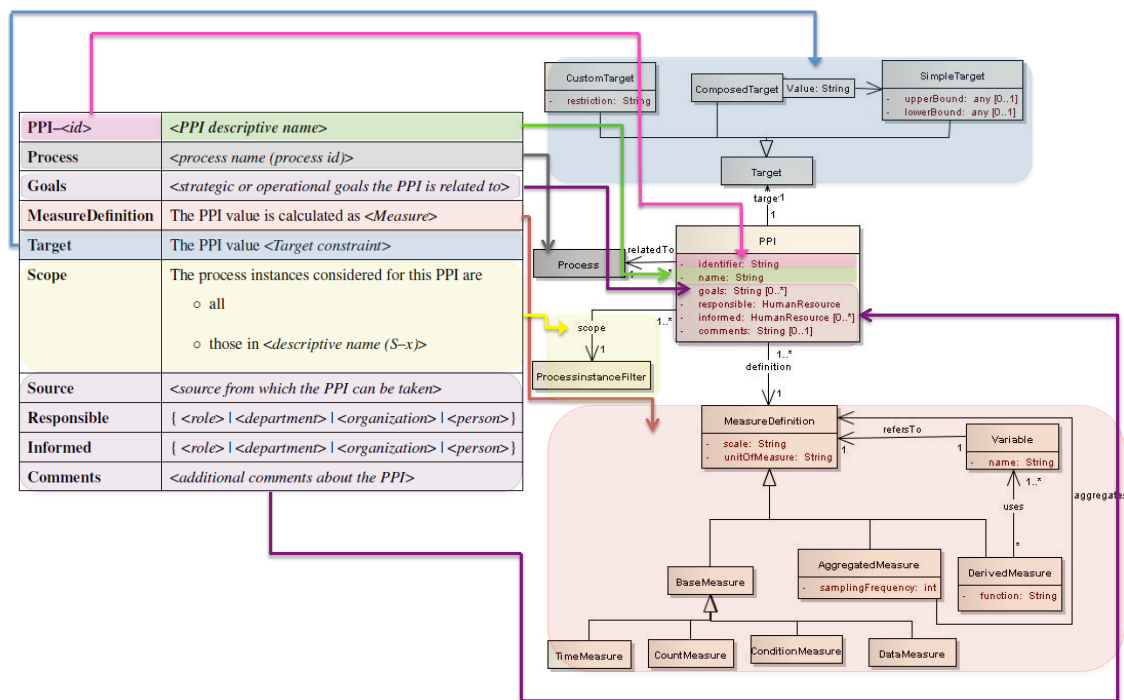 PPI–<id> <PPI descriptive name>
Process <process name (process id)>
Goals <strategic or operational goals the PPI is related to>
MeasureDefinition The PPI value is calculated as <Measure>
Target The PPI value <Target constraint>
Scope The process instances considered for this PPI are
○ all
○ those in <descriptive name (S–x)>
Source <source from which the PPI can be taken>
Responsible { <role> | <department> | <organization> | <person>}
Informed { <role> | <department> | <organization> | <person>}
Comments <additional comments about the PPI>
CustomTarget
- restriction: String
ComposedTarget
Value: String
SimpleTarget
- upperBound: any [0..1]
- lowerBound: any [0..1]
Target
target 1
1
PPI
- identifier: String
- name: String
- goals: String [0..*]
- responsible: HumanResource
- informed: HumanResource [0..*]
- comments: String [0..1]
relatedTo
Process
1
*
1..*
scope
1
ProcessinstanceFilter
1..*
definition
1
MeasureDefinition
- scale: String
- unitOfMeasure: String
refersTo
1
1
Variable
- name: String
1..*
uses
*
aggregates
BaseMeasure
AggregatedMeasure
- samplingFrequency: int
DerivedMeasure
- function: String
TimeMeasure
CountMeasure
ConditionMeasure
DataMeasure